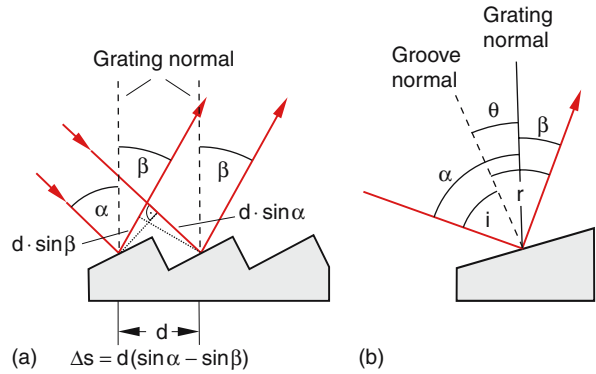 Grating normal
α
β
β
d · sinβ
d · sinα
d
(a) Δs = d(sinα − sinβ)
Grating
normal
Groove
normal
θ
β
α
r
i
(b)